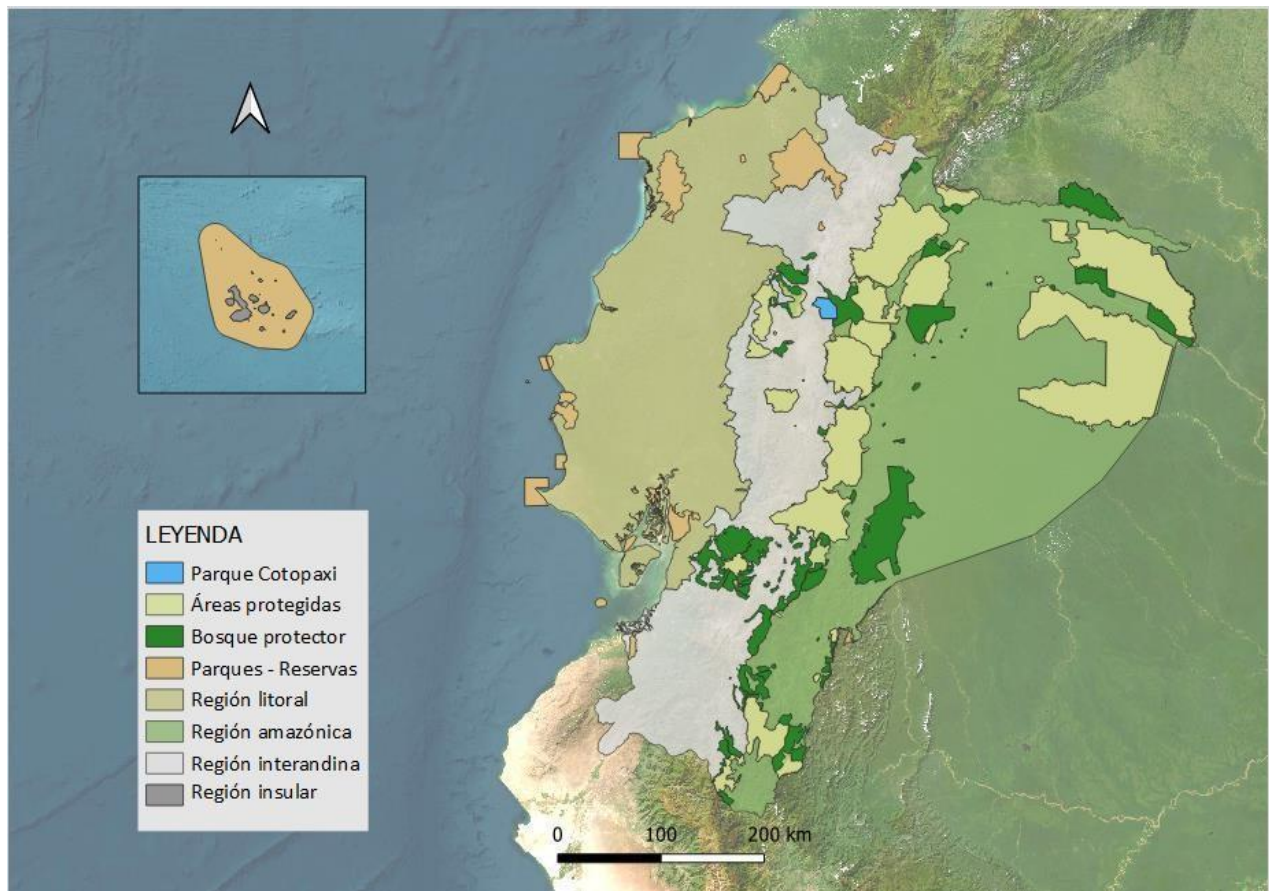 LEYENDA
Parque Cotopaxi
Áreas protegidas
Bosque protector
Parques - Reservas
Región litoral
Región amazónica
Región interandina
Región insular
0 100 200 km